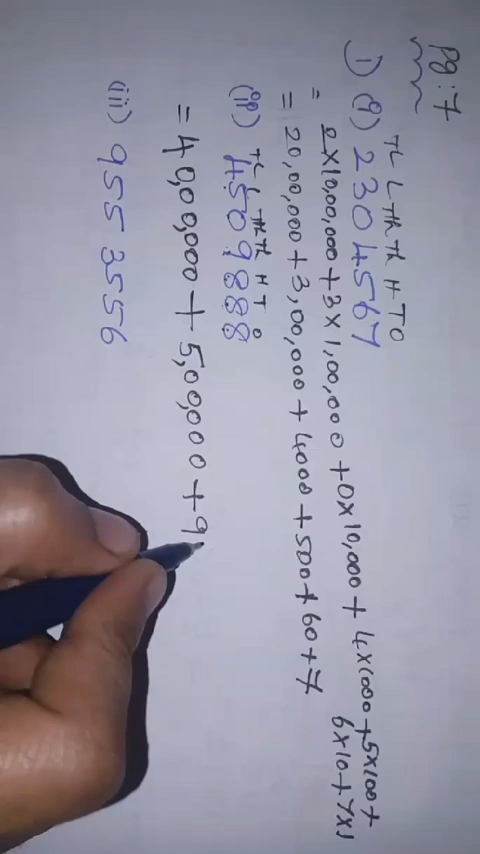 Pg:7
TL L Th Th H T O
1) (i) 2304567
= 2×10,00,000 + 3×1,00,000 + 0×10,000 + 4×1000 + 5×100 +
6×10 + 7×1
= 20,00,000 + 3,00,000 + 4000 + 500 + 60 + 7
TL L Th Th H T O
(ii) 4509888
= 40,00,000 + 5,00,000 + 9
(iii) 9553556